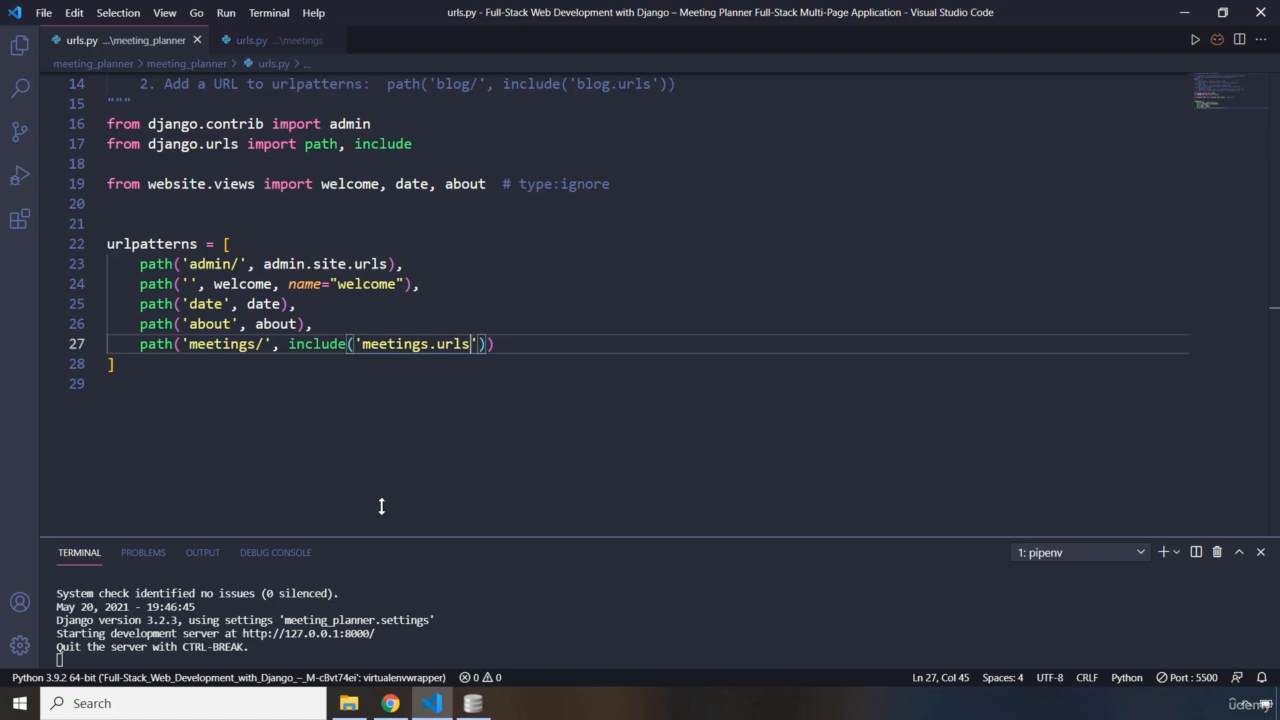 File Edit Selection View Go Run Terminal Help
urls.py - Full-Stack Web Development with Django – Meeting Planner Full-Stack Multi-Page Application - Visual Studio Code
urls.py ...\meeting_planner
urls.py ...\meetings
meeting_planner > meeting_planner > urls.py > ...
14 2. Add a URL to urlpatterns:  path('blog/', include('blog.urls'))
15 """
16 from django.contrib import admin
17 from django.urls import path, include
18
19 from website.views import welcome, date, about  # type:ignore
20
21
22 urlpatterns = [
23 path('admin/', admin.site.urls),
24 path('', welcome, name="welcome"),
25 path('date', date),
26 path('about', about),
27 path('meetings/', include('meetings.urls'))
28 ]
29
TERMINAL PROBLEMS OUTPUT DEBUG CONSOLE
1: pipenv
System check identified no issues (0 silenced).
May 20, 2021 - 19:46:45
Django version 3.2.3, using settings 'meeting_planner.settings'
Starting development server at http://127.0.0.1:8000/
Quit the server with CTRL-BREAK.
Python 3.9.2 64-bit ('Full-Stack_Web_Development_with_Django_–_M-cBvt74ei': virtualenvwrapper) 0 0
Ln 27, Col 45 Spaces: 4 UTF-8 CRLF Python Port : 5500
Search
udemy